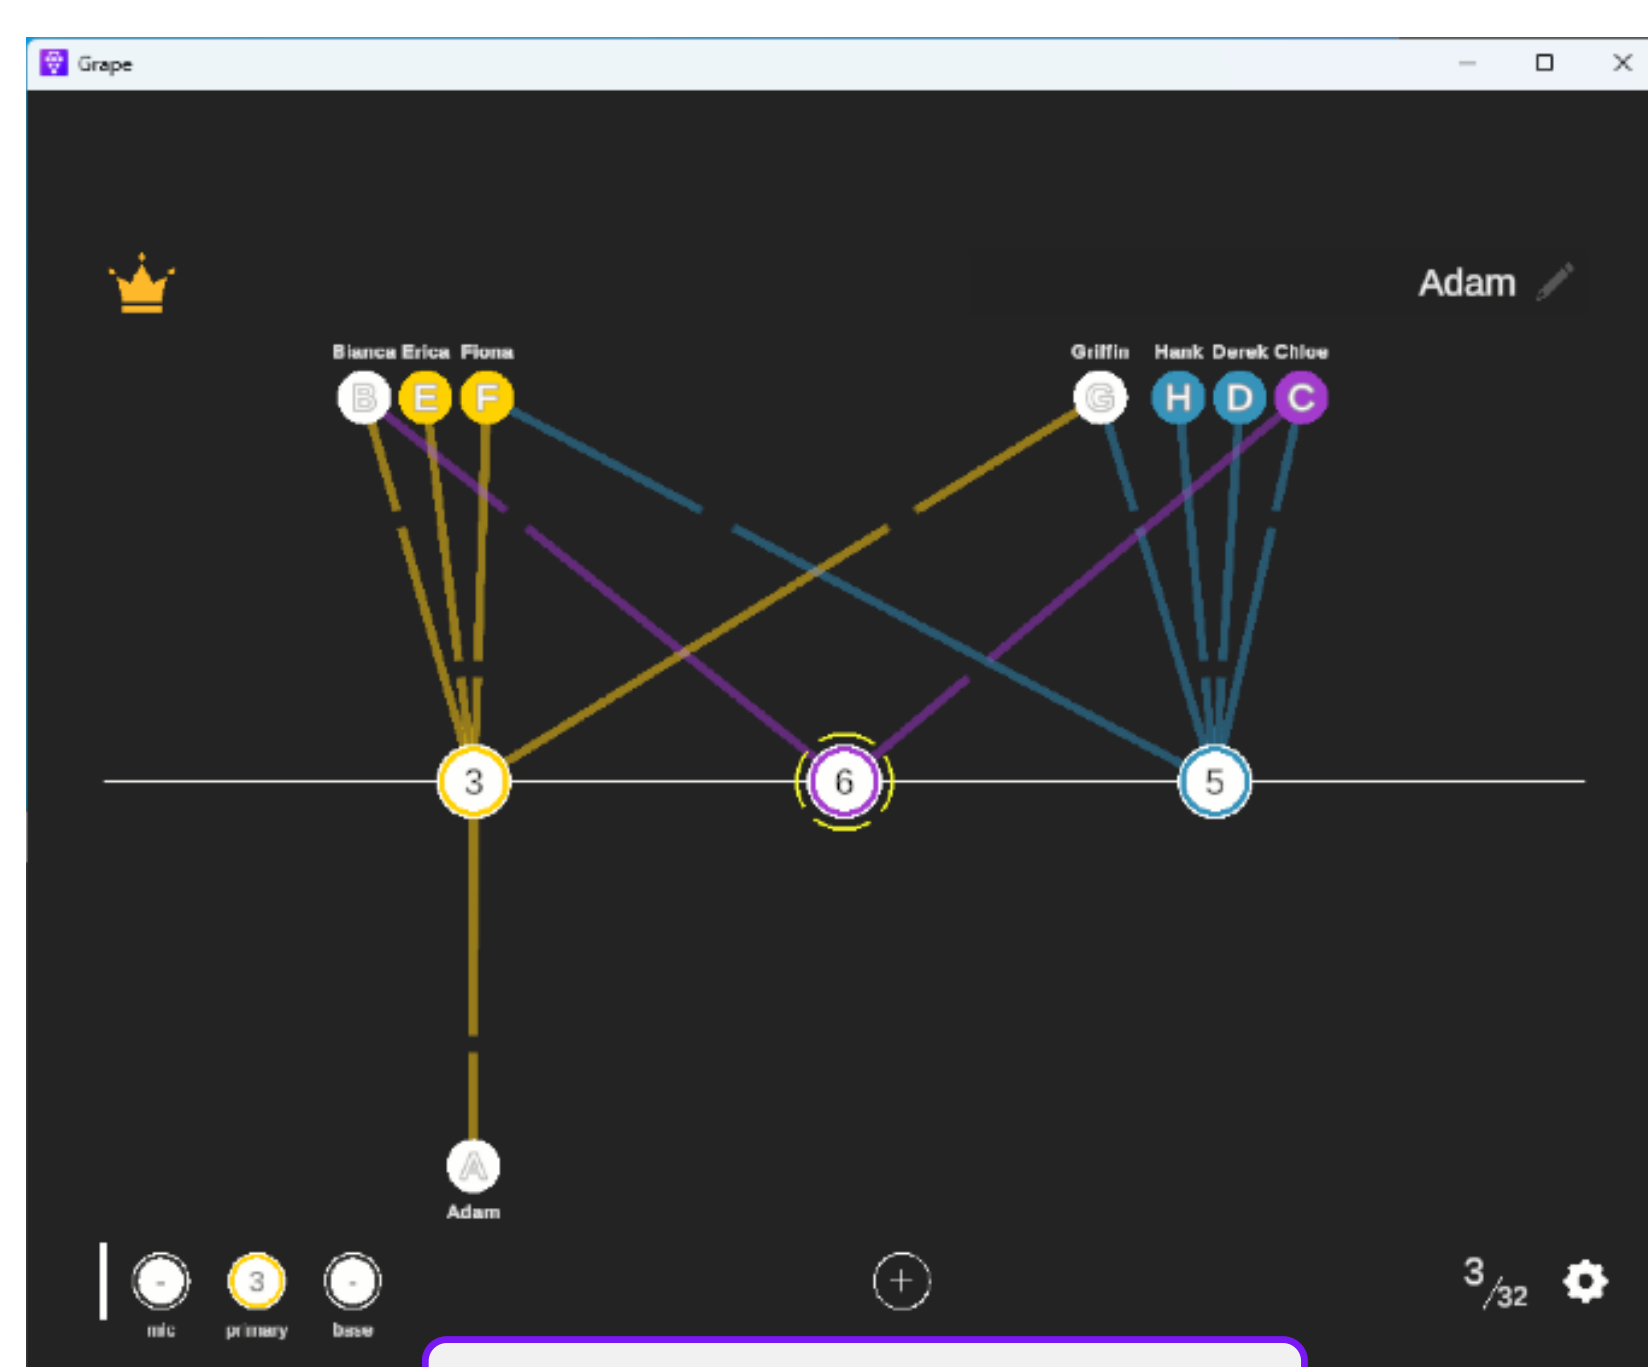 Grape
Adam
Bianca Erica Fiona Griffin Hank Derek Chloe
B E F G H D C
3 6 5
A
Adam
- 3 - + 3/32
mic primary base